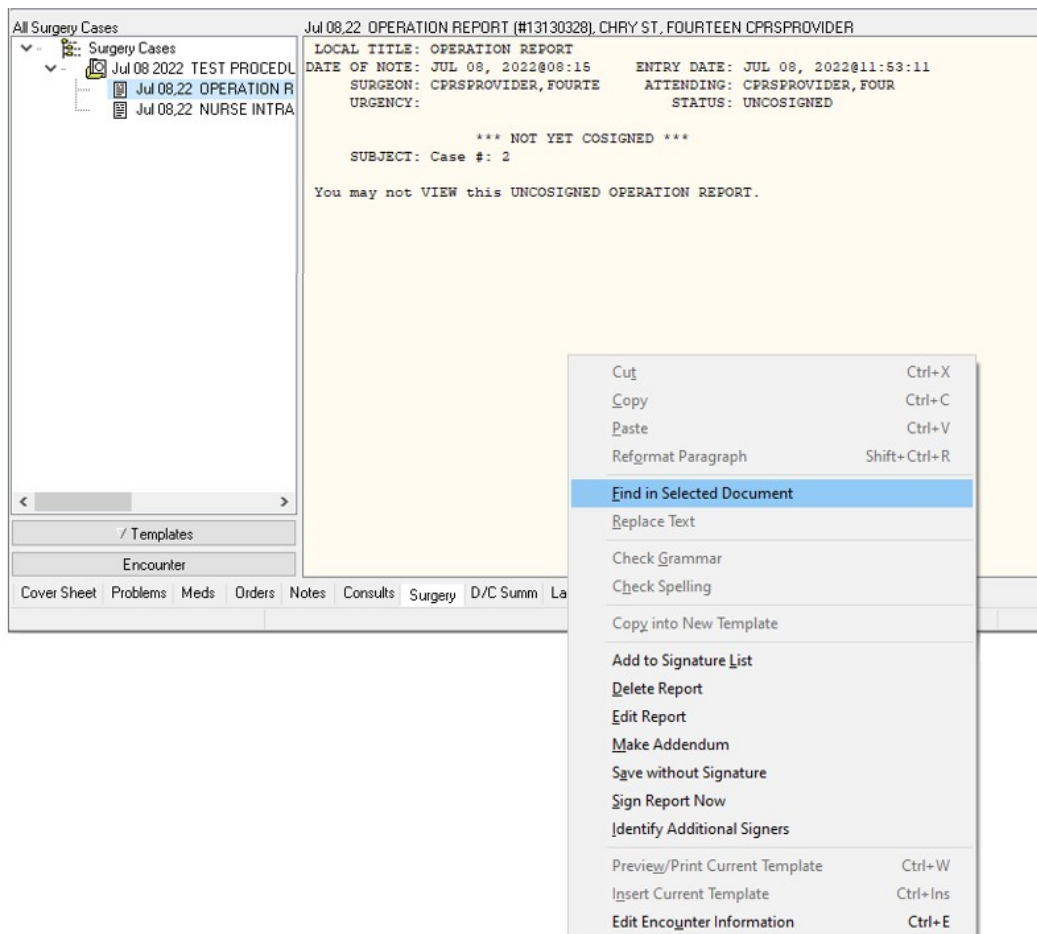 All Surgery Cases
Surgery Cases
Jul 08 2022 TEST PROCEDU
Jul 08,22 OPERATION R
Jul 08,22 NURSE INTRA
Templates
Encounter
Jul 08,22 OPERATION REPORT (#13130328), CHRY ST, FOURTEEN CPRSPROVIDER
LOCAL TITLE: OPERATION REPORT
DATE OF NOTE: JUL 08, 2022@08:15 ENTRY DATE: JUL 08, 2022@11:53:11
SURGEON: CPRSPROVIDER,FOURTE ATTENDING: CPRSPROVIDER,FOUR
URGENCY: STATUS: UNCOSIGNED
*** NOT YET COSIGNED ***
SUBJECT: Case #: 2
You may not VIEW this UNCOSIGNED OPERATION REPORT.
Cover Sheet Problems Meds Orders Notes Consults Surgery D/C Summ La
Cut Ctrl+X
Copy Ctrl+C
Paste Ctrl+V
Reformat Paragraph Shift+Ctrl+R
Find in Selected Document
Replace Text
Check Grammar
Check Spelling
Copy into New Template
Add to Signature List
Delete Report
Edit Report
Make Addendum
Save without Signature
Sign Report Now
Identify Additional Signers
Preview/Print Current Template Ctrl+W
Insert Current Template Ctrl+Ins
Edit Encounter Information Ctrl+E